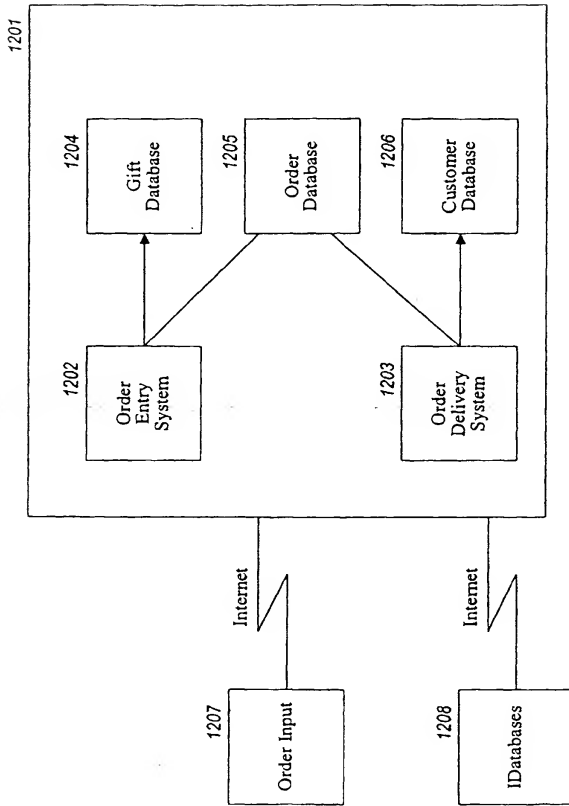 1201
1204
Gift
Database
1205
Order
Database
1206
Customer
Database
1202
Order
Entry
System
1203
Order
Delivery
System
Internet
Internet
1207
Order Input
1208
IDatabases